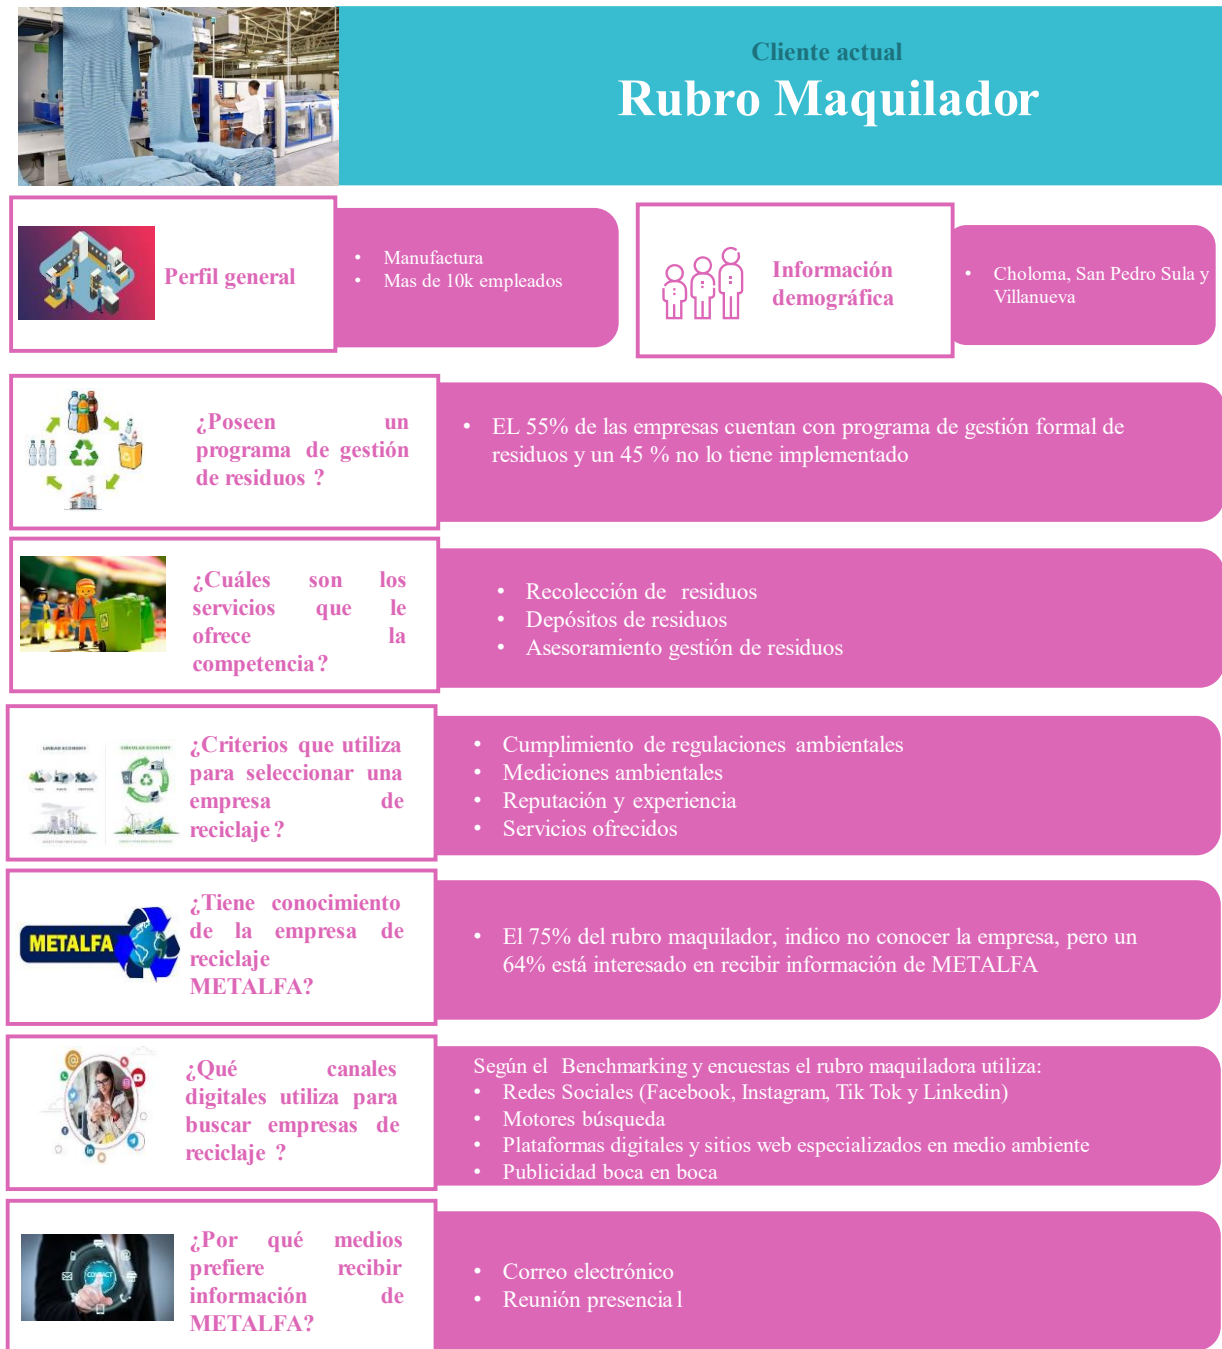 Cliente actual
Rubro Maquilador
Perfil general
• Manufactura
• Mas de 10k empleados
Información
demográfica
• Choloma, San Pedro Sula y
Villanueva
¿Poseen un
programa de gestión
de residuos ?
• EL 55% de las empresas cuentan con programa de gestión formal de
residuos y un 45 % no lo tiene implementado
¿Cuáles son los
servicios que le
ofrece la
competencia?
• Recolección de residuos
• Depósitos de residuos
• Asesoramiento gestión de residuos
LINEAR ECONOMY
CIRCULAR ECONOMY
¿Criterios que utiliza
para seleccionar una
empresa de
reciclaje?
• Cumplimiento de regulaciones ambientales
• Mediciones ambientales
• Reputación y experiencia
• Servicios ofrecidos
METALFA
¿Tiene conocimiento
de la empresa de
reciclaje
METALFA?
• El 75% del rubro maquilador, indico no conocer la empresa, pero un
64% está interesado en recibir información de METALFA
¿Qué canales
digitales utiliza para
buscar empresas de
reciclaje ?
Según el Benchmarking y encuestas el rubro maquiladora utiliza:
• Redes Sociales (Facebook, Instagram, Tik Tok y Linkedin)
• Motores búsqueda
• Plataformas digitales y sitios web especializados en medio ambiente
• Publicidad boca en boca
CONTACT
¿Por qué medios
prefiere recibir
información de
METALFA?
• Correo electrónico
• Reunión presencial